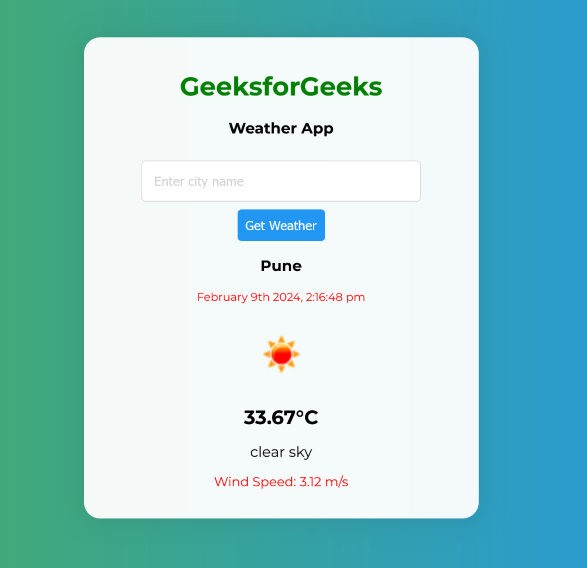 GeeksforGeeks
Weather App
Enter city name
Get Weather
Pune
February 9th 2024, 2:16:48 pm
33.67°C
clear sky
Wind Speed: 3.12 m/s